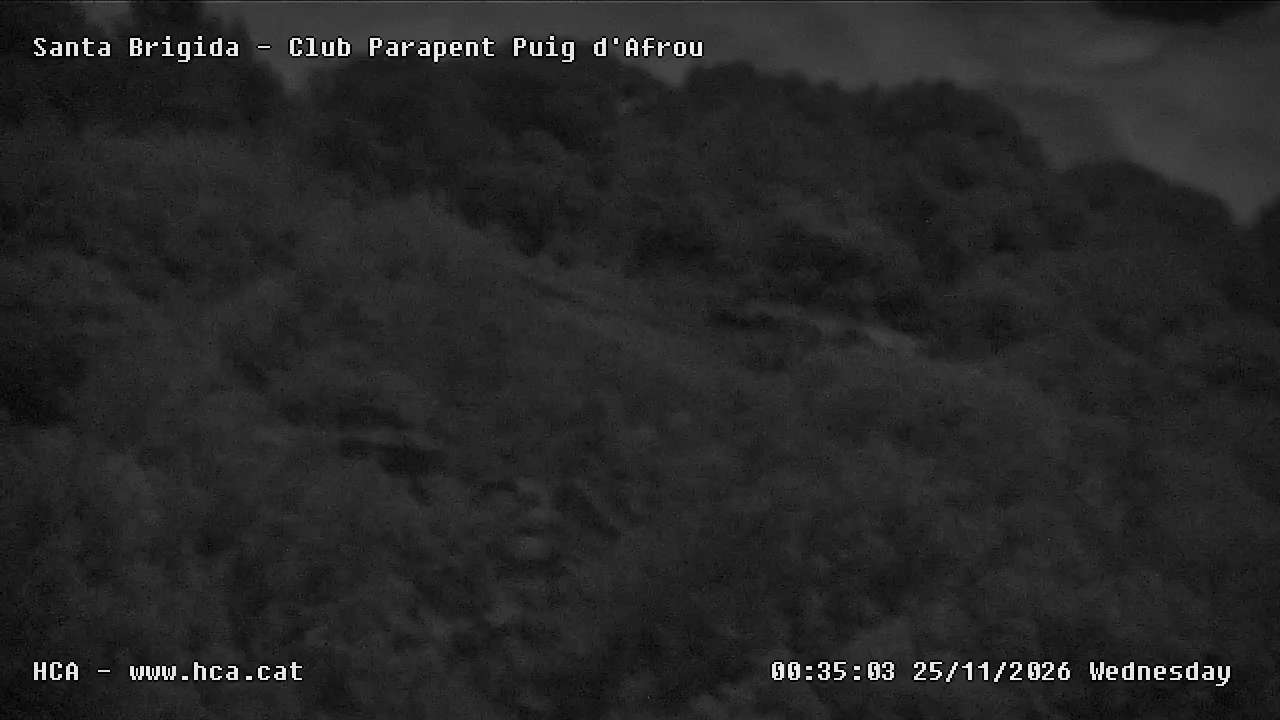 Santa Brigida - Club Parapent Puig d'Afrou
HCA - www.hca.cat
00:35:03 25/11/2026 Wednesday